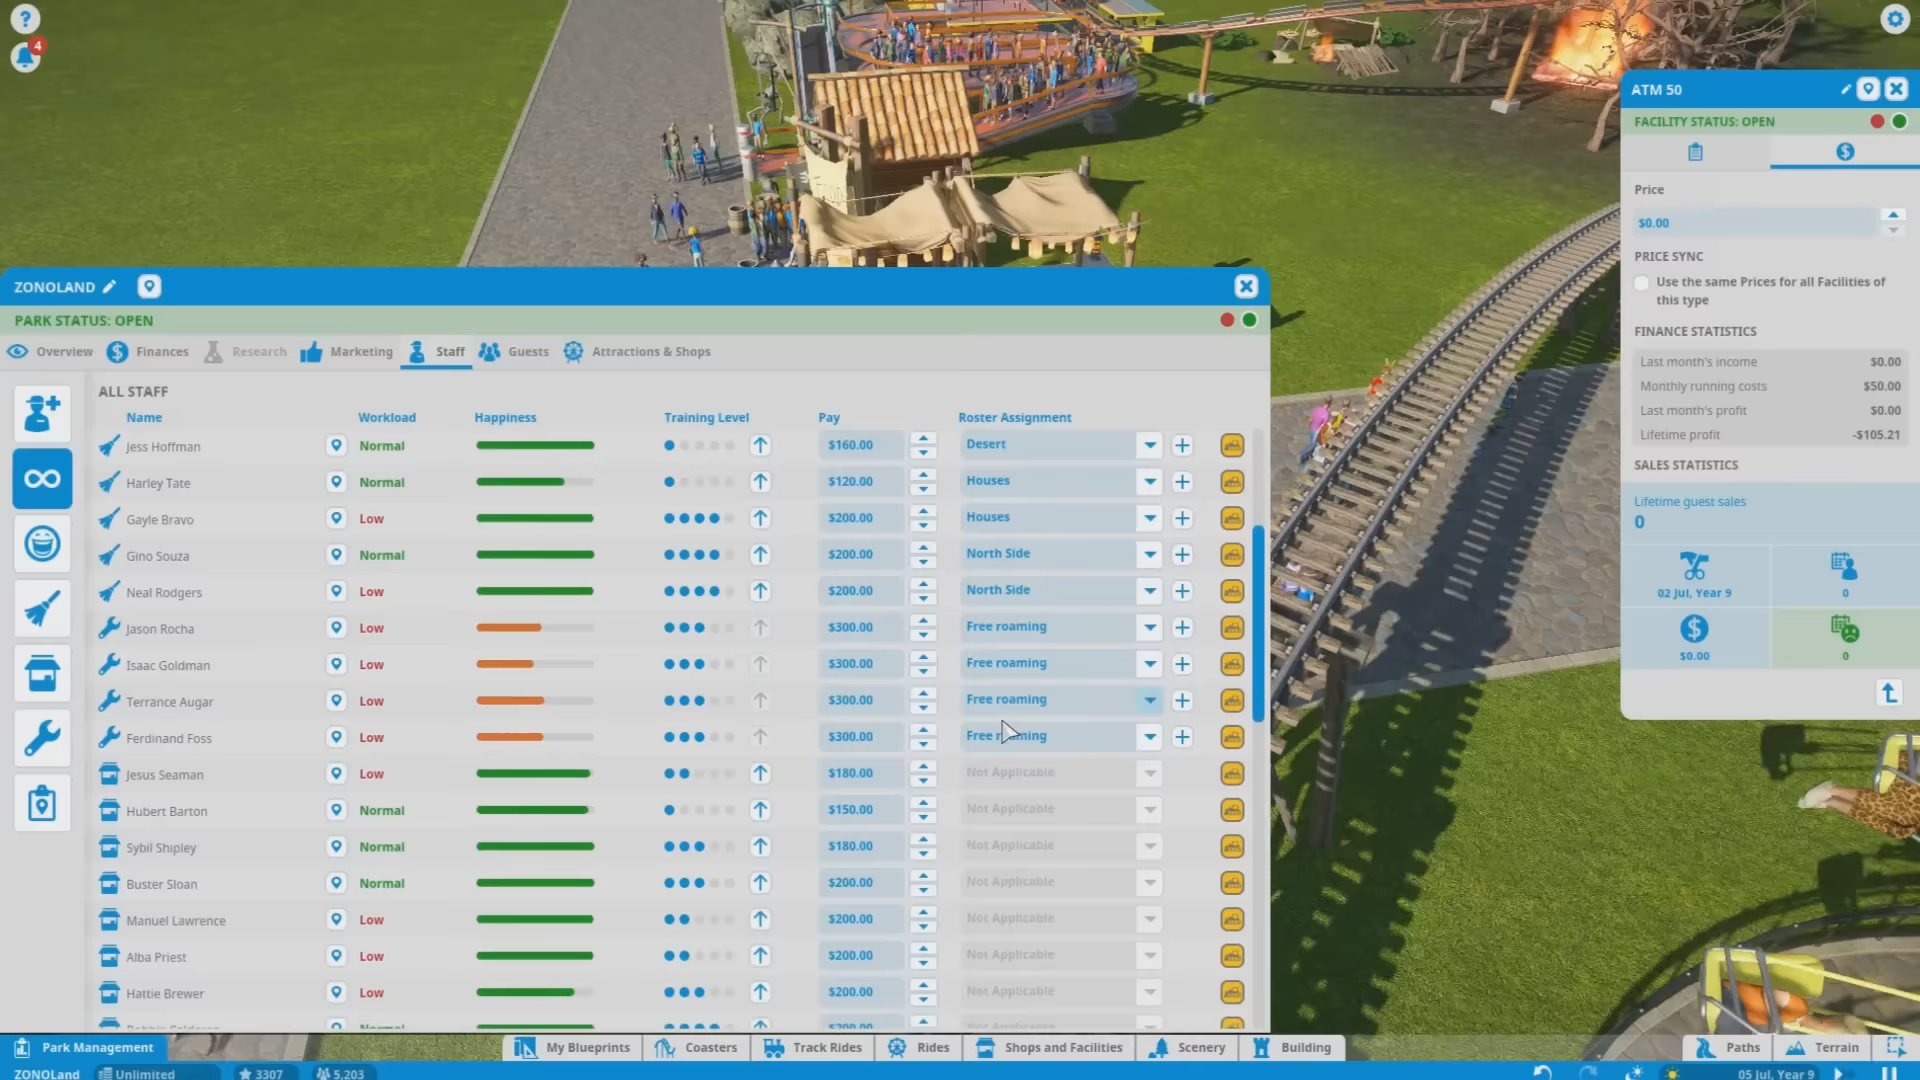 ?
4
ATM 50
FACILITY STATUS: OPEN
Price
$0.00
PRICE SYNC
Use the same Prices for all Facilities of
this type
FINANCE STATISTICS
Last month's income $0.00
Monthly running costs $50.00
Last month's profit $0.00
Lifetime profit -$105.21
SALES STATISTICS
Lifetime guest sales
0
02 Jul, Year 9 0
$0.00 0
ZONOLAND
PARK STATUS: OPEN
Overview Finances Research Marketing Staff Guests Attractions & Shops
ALL STAFF
Name Workload Happiness Training Level Pay Roster Assignment
Jess Hoffman Normal $160.00 Desert
Harley Tate Normal $120.00 Houses
Gayle Bravo Low $200.00 Houses
Gino Souza Normal $200.00 North Side
Neal Rodgers Low $200.00 North Side
Jason Rocha Low $300.00 Free roaming
Isaac Goldman Low $300.00 Free roaming
Terrance Augar Low $300.00 Free roaming
Ferdinand Foss Low $300.00 Free roaming
Jesus Seaman Low $180.00 Not Applicable
Hubert Barton Normal $150.00 Not Applicable
Sybil Shipley Normal $180.00 Not Applicable
Buster Sloan Normal $200.00 Not Applicable
Manuel Lawrence Low $200.00 Not Applicable
Alba Priest Low $200.00 Not Applicable
Hattie Brewer Low $200.00 Not Applicable
Normal $200.00 Not Applicable
Park Management My Blueprints Coasters Track Rides Rides Shops and Facilities Scenery Building Paths Terrain
ZONOLand Unlimited 3307 5,203 05 Jul, Year 9